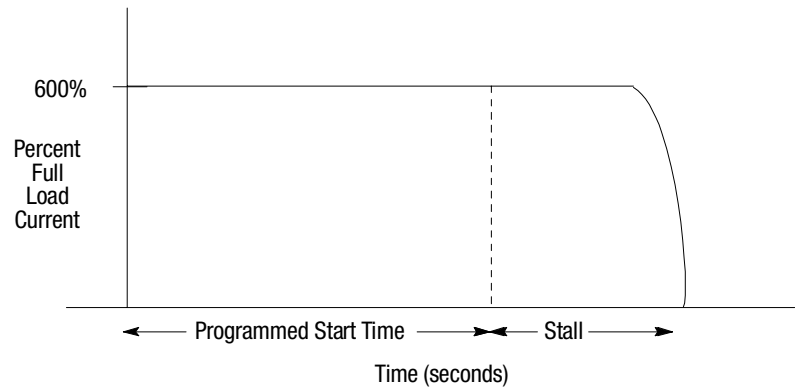 600%
Percent
Full
Load
Current
Programmed Start Time
Stall
Time (seconds)